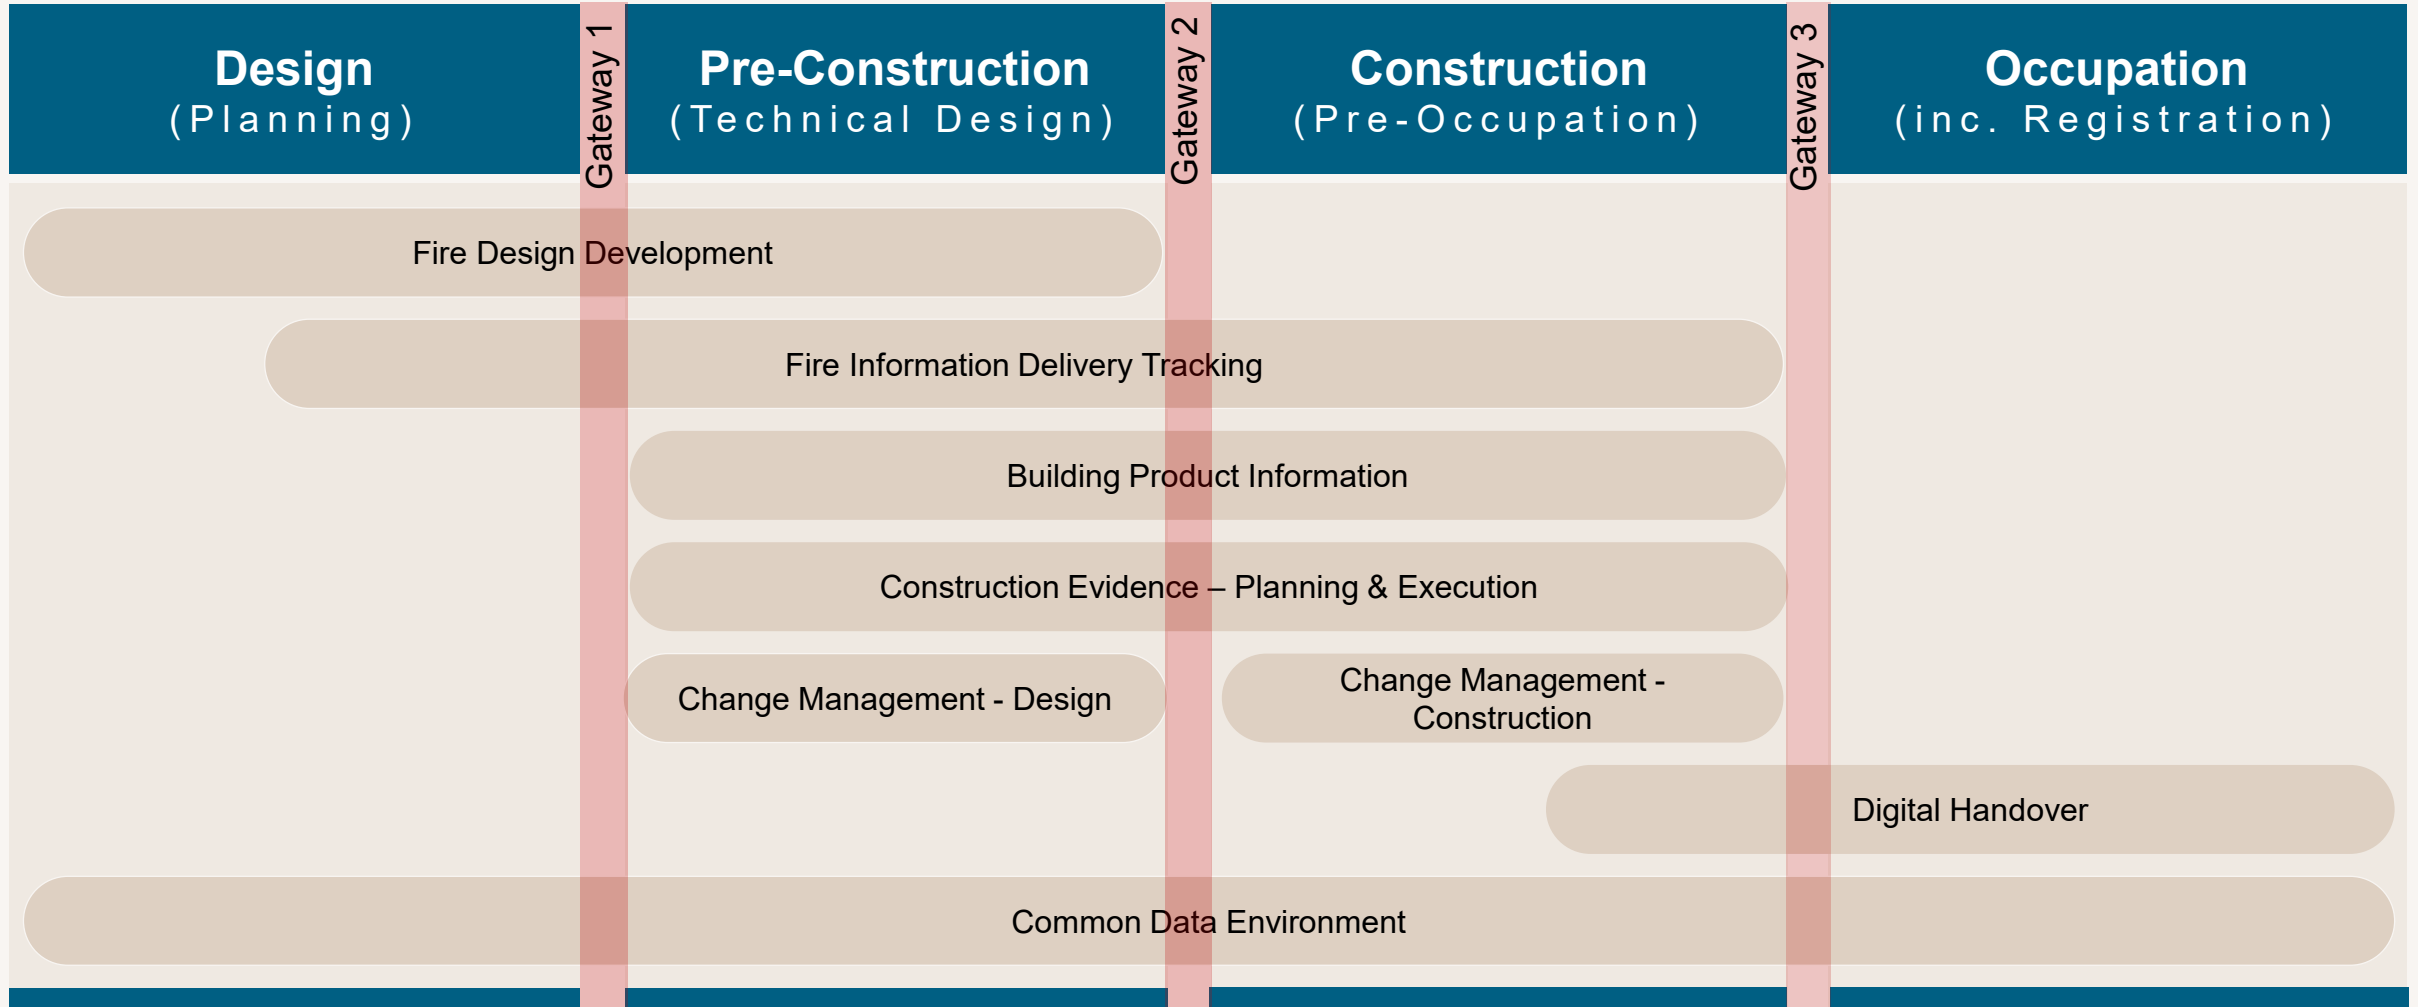 Design
(Planning)
Gateway 1
Pre-Construction
(Technical Design)
Gateway 2
Construction
(Pre-Occupation)
Gateway 3
Occupation
(inc. Registration)
Fire Design Development
Fire Information Delivery Tracking
Building Product Information
Construction Evidence – Planning & Execution
Change Management - Design
Change Management -
Construction
Digital Handover
Common Data Environment